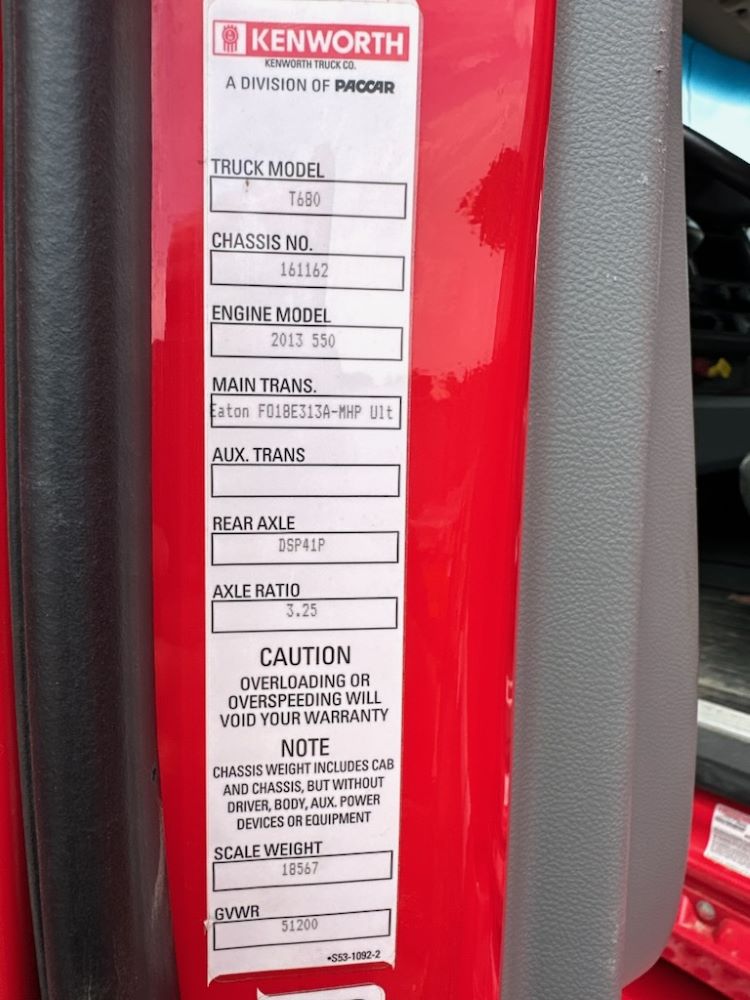 KENWORTH
KENWORTH TRUCK CO.
A DIVISION OF PACCAR
TRUCK MODEL
T680
CHASSIS NO.
161162
ENGINE MODEL
2013 550
MAIN TRANS.
Eaton FO18E313A-MHP Ult
AUX. TRANS
REAR AXLE
DSP41P
AXLE RATIO
3.25
CAUTION
OVERLOADING OR
OVERSPEEDING WILL
VOID YOUR WARRANTY
NOTE
CHASSIS WEIGHT INCLUDES CAB
AND CHASSIS, BUT WITHOUT
DRIVER, BODY, AUX. POWER
DEVICES OR EQUIPMENT
SCALE WEIGHT
18567
GVWR
51200
•S53-1092-2